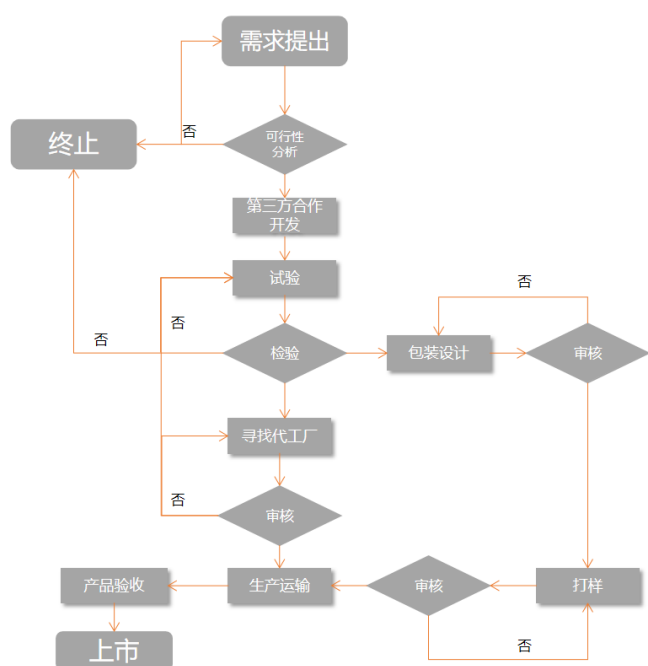 需求提出
否
终止
可行性
分析
第三方合作
开发
试验
否
否
否
检验
包装设计
审核
寻找代工厂
否
审核
产品验收
生产运输
审核
打样
否
上市